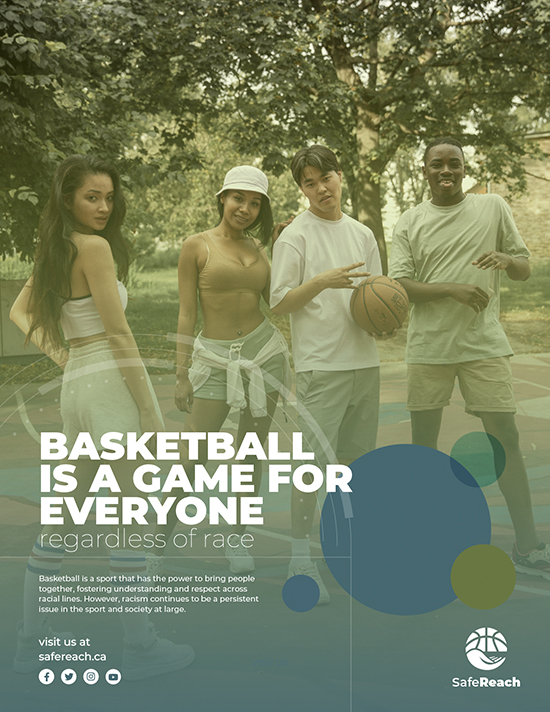 BASKETBALL
IS A GAME FOR
EVERYONE
regardless of race
Basketball is a sport that has the power to bring people
together, fostering understanding and respect across
racial lines. However, racism continues to be a persistent
issue in the sport and society at large.
visit us at
safereach.ca
SafeReach